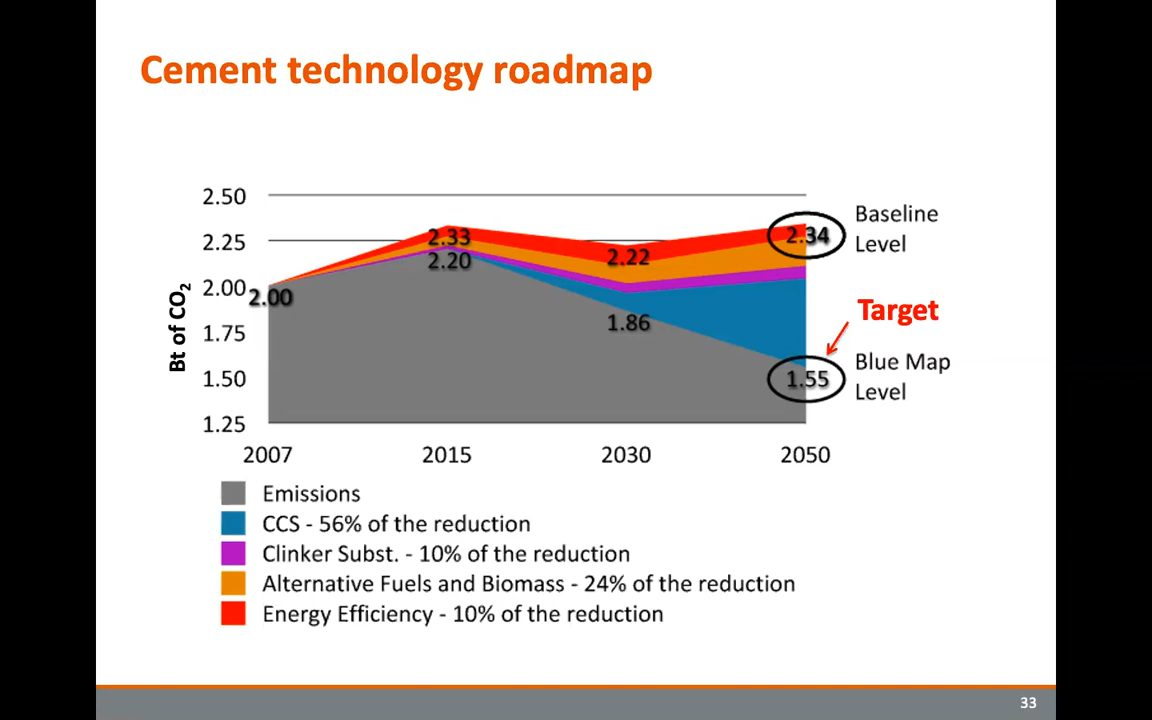 Cement technology roadmap
2.50
2.25
2.00
1.75
1.50
1.25
Bt of CO₂
2.00
2.33
2.20
2.22
1.86
2.34
1.55
Baseline
Level
Target
Blue Map
Level
2007 2015 2030 2050
Emissions
CCS - 56% of the reduction
Clinker Subst. - 10% of the reduction
Alternative Fuels and Biomass - 24% of the reduction
Energy Efficiency - 10% of the reduction
33